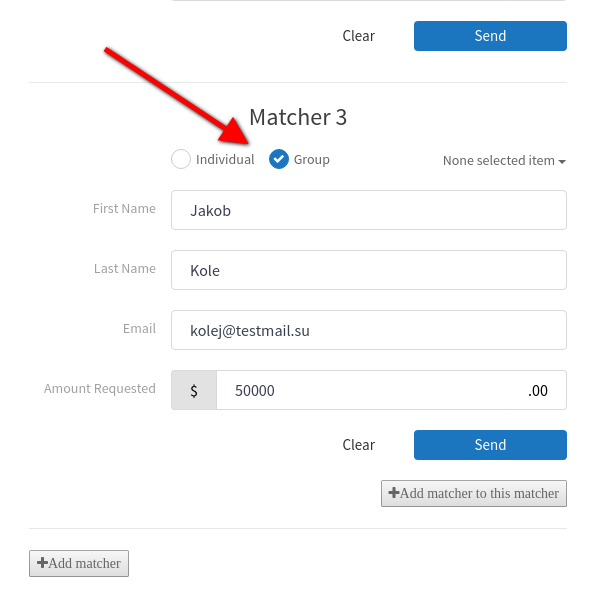 Clear Send
Matcher 3
Individual Group None selected item
First Name Jakob
Last Name Kole
Email kolej@testmail.su
Amount Requested $ 50000 .00
Clear Send
+Add matcher to this matcher
+Add matcher